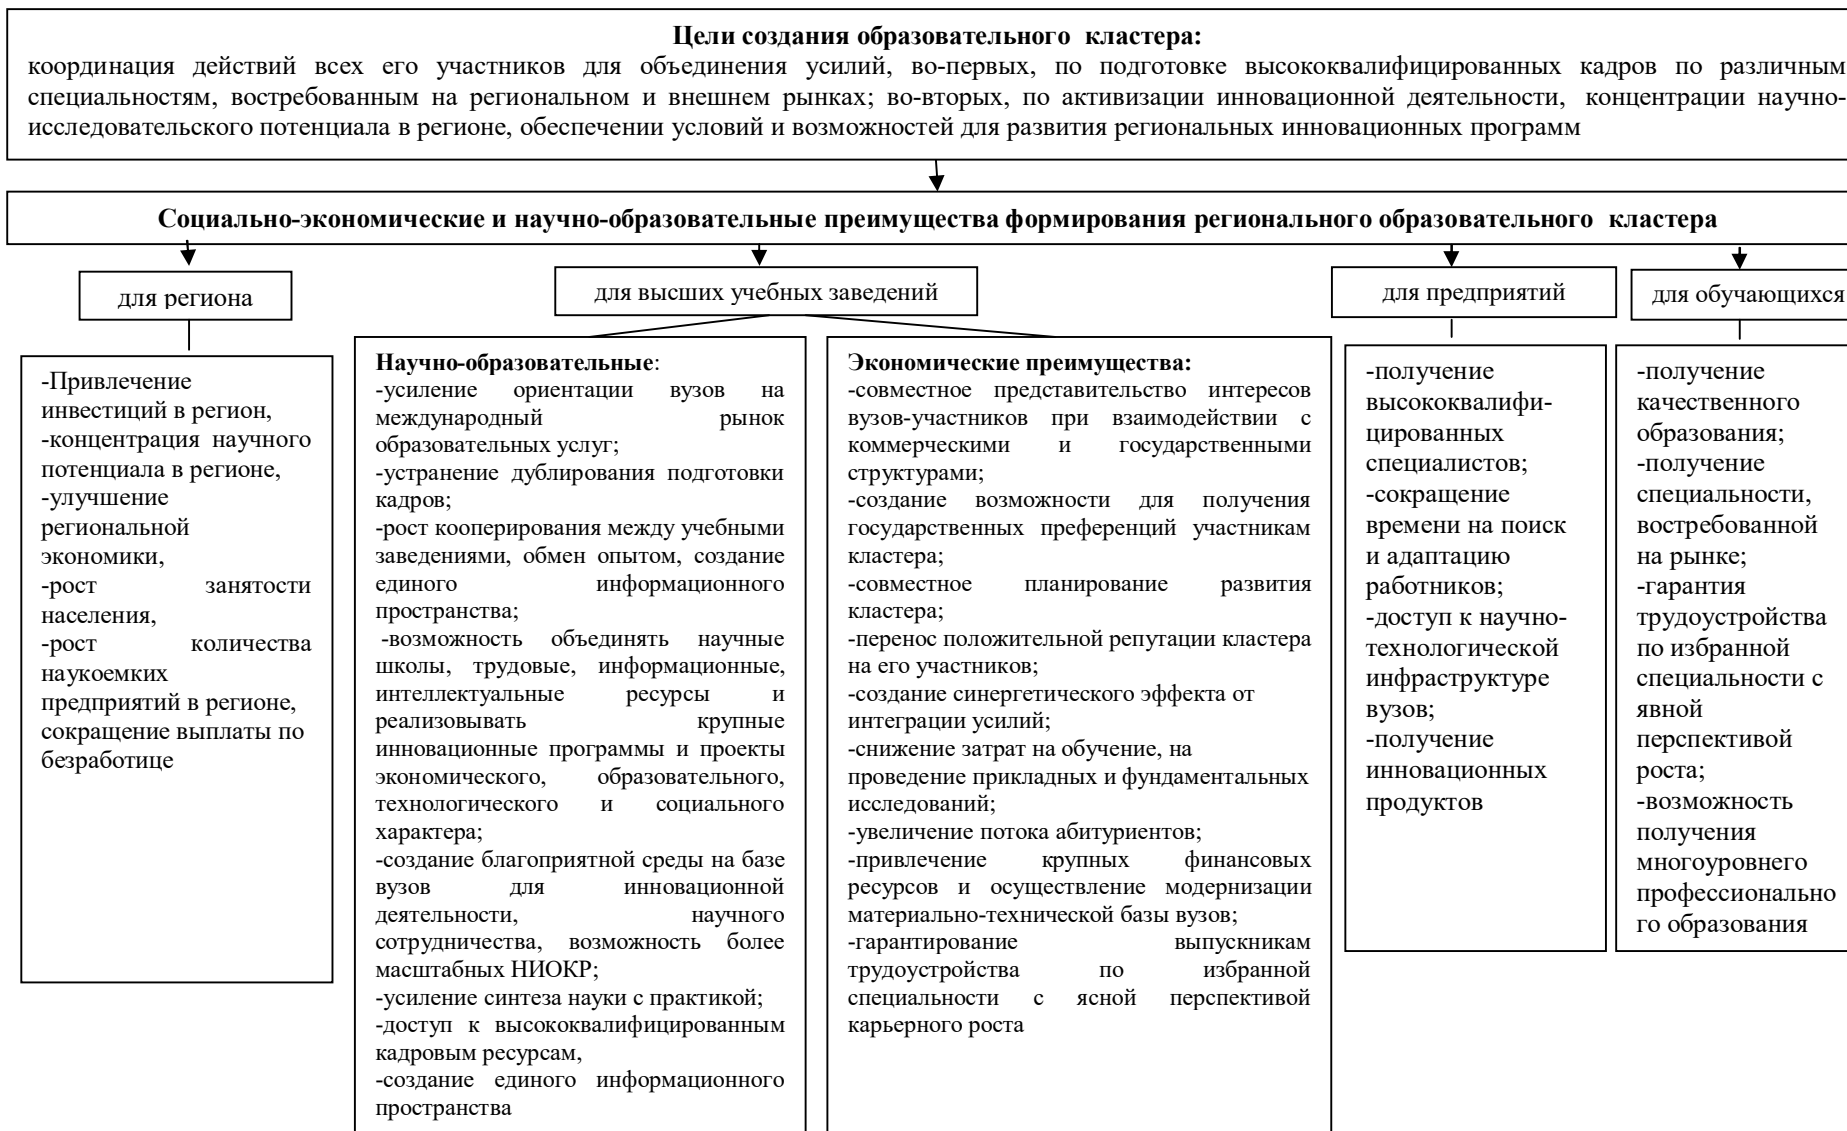 Цели создания образовательного кластера:
координация действий всех его участников для объединения усилий, во-первых, по подготовке высококвалифицированных кадров по различным
специальностям, востребованным на региональном и внешнем рынках; во-вторых, по активизации инновационной деятельности, концентрации научно-
исследовательского потенциала в регионе, обеспечении условий и возможностей для развития региональных инновационных программ
Социально-экономические и научно-образовательные преимущества формирования регионального образовательного кластера
для региона
-Привлечение
инвестиций в регион,
-концентрация научного
потенциала в регионе,
-улучшение
региональной
экономики,
-рост занятости
населения,
-рост количества
наукоемких
предприятий в регионе,
сокращение выплаты по
безработице
для высших учебных заведений
Научно-образовательные:
-усиление ориентации вузов на
международный рынок
образовательных услуг;
-устранение дублирования подготовки
кадров;
-рост кооперирования между учебными
заведениями, обмен опытом, создание
единого информационного
пространства;
-возможность объединять научные
школы, трудовые, информационные,
интеллектуальные ресурсы и
реализовывать крупные
инновационные программы и проекты
экономического, образовательного,
технологического и социального
характера;
-создание благоприятной среды на базе
вузов для инновационной
деятельности, научного
сотрудничества, возможность более
масштабных НИОКР;
-усиление синтеза науки с практикой;
-доступ к высококвалифицированным
кадровым ресурсам,
-создание единого информационного
пространства
Экономические преимущества:
-совместное представительство интересов
вузов-участников при взаимодействии с
коммерческими и государственными
структурами;
-создание возможности для получения
государственных преференций участникам
кластера;
-совместное планирование развития
кластера;
-перенос положительной репутации кластера
на его участников;
-создание синергетического эффекта от
интеграции усилий;
-снижение затрат на обучение, на
проведение прикладных и фундаментальных
исследований;
-увеличение потока абитуриентов;
-привлечение крупных финансовых
ресурсов и осуществление модернизации
материально-технической базы вузов;
-гарантирование выпускникам
трудоустройства по избранной
специальности с ясной перспективой
карьерного роста
для предприятий
-получение
высококвалифи-
цированных
специалистов;
-сокращение
времени на поиск
и адаптацию
работников;
-доступ к научно-
технологической
инфраструктуре
вузов;
-получение
инновационных
продуктов
для обучающихся
-получение
качественного
образования;
-получение
специальности,
востребованной
на рынке;
-гарантия
трудоустройства
по избранной
специальности с
явной
перспективой
роста;
-возможность
получения
многоуровнего
профессионально
го образования